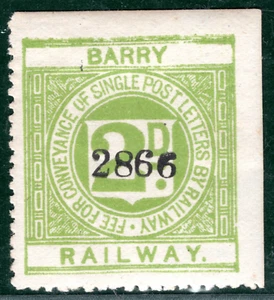 BARRY
FEE FOR CONVEYANCE OF SINGLE POST LETTERS BY RAILWAY
2D.
2866
RAILWAY.